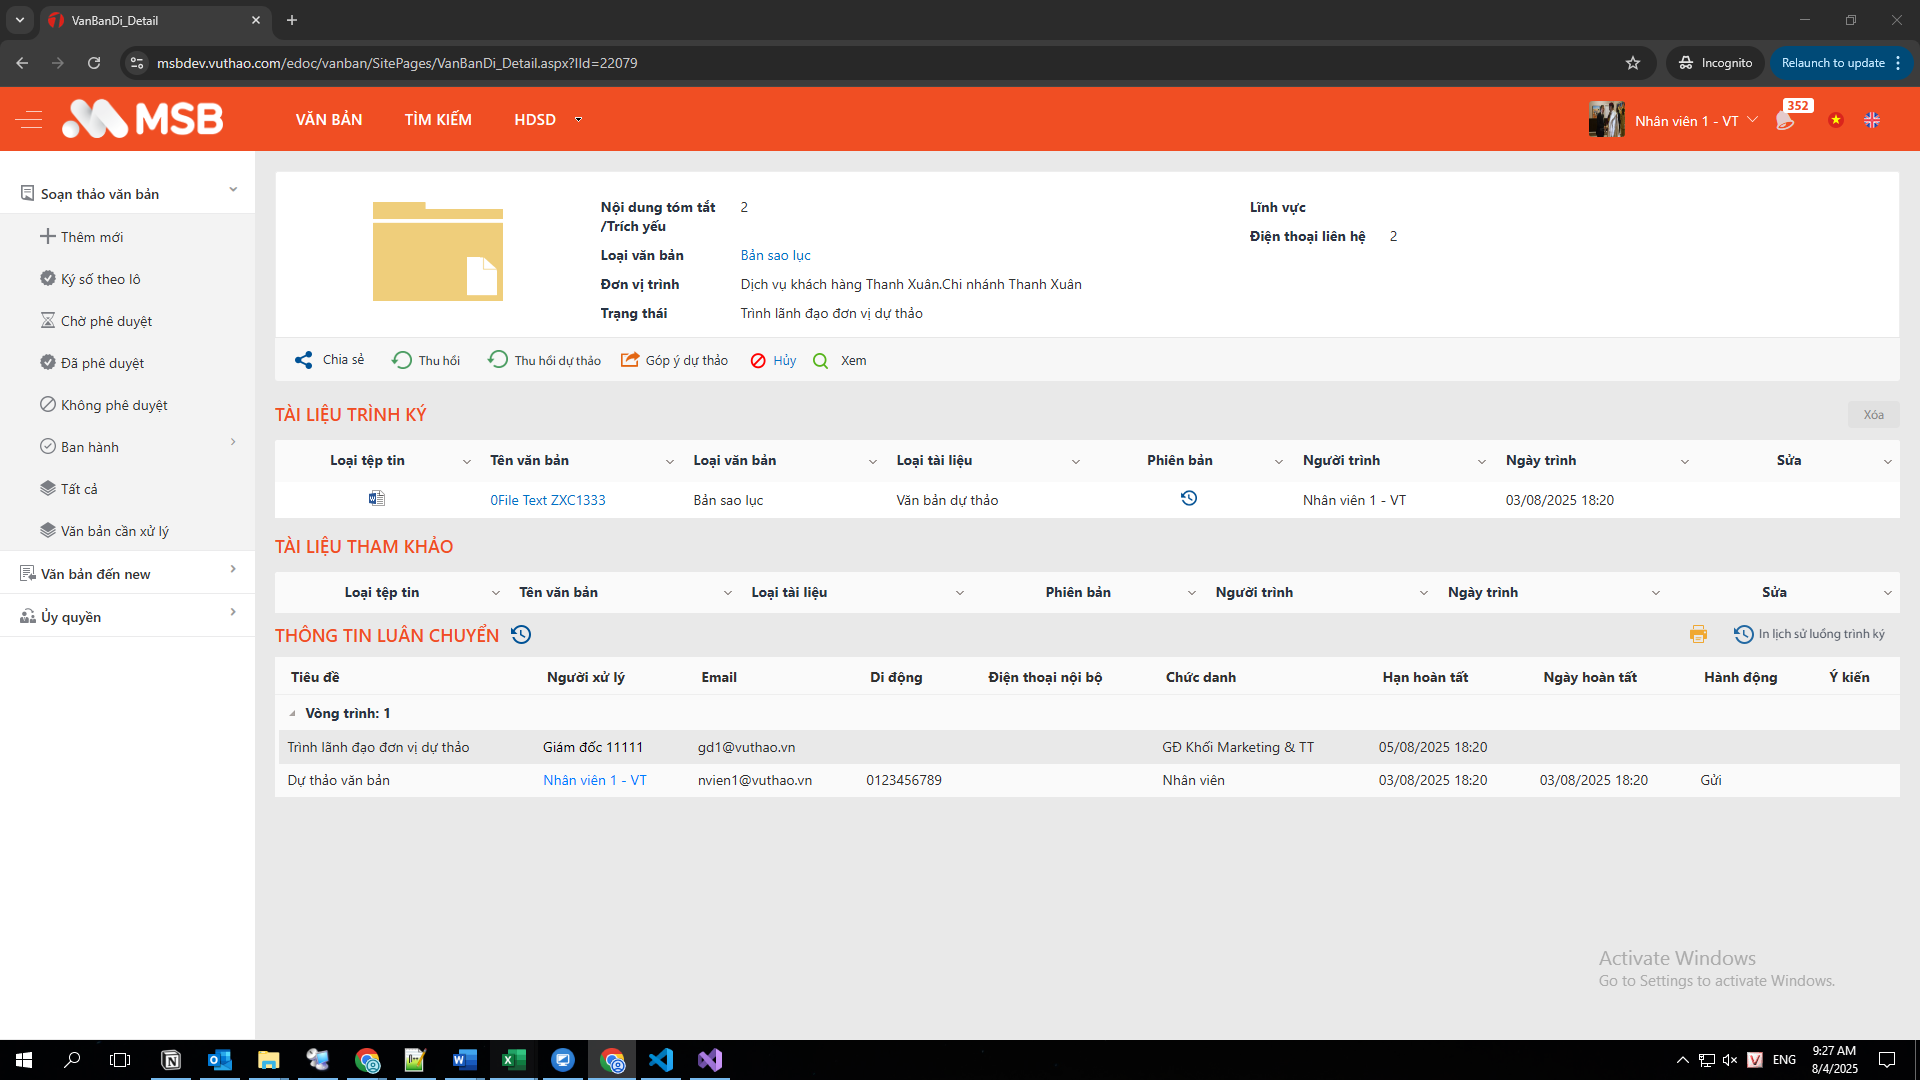 VanBanDi_Detail
msbdev.vuthao.com/edoc/vanban/SitePages/VanBanDi_Detail.aspx?IId=22079
Incognito
Relaunch to update
MSB
VĂN BẢN
TÌM KIẾM
HDSD
Nhân viên 1 - VT
352
Soạn thảo văn bản
Thêm mới
Ký số theo lô
Chờ phê duyệt
Đã phê duyệt
Không phê duyệt
Ban hành
Tất cả
Văn bản cần xử lý
Văn bản đến new
Ủy quyền
Nội dung tóm tắt
/Trích yếu
2
Loại văn bản
Bản sao lục
Đơn vị trình
Dịch vụ khách hàng Thanh Xuân.Chi nhánh Thanh Xuân
Trạng thái
Trình lãnh đạo đơn vị dự thảo
Lĩnh vực
Điện thoại liên hệ
2
Chia sẻ
Thu hồi
Thu hồi dự thảo
Góp ý dự thảo
Hủy
Xem
TÀI LIỆU TRÌNH KÝ
Xóa
Loại tệp tin
Tên văn bản
Loại văn bản
Loại tài liệu
Phiên bản
Người trình
Ngày trình
Sửa
0File Text ZXC1333
Bản sao lục
Văn bản dự thảo
Nhân viên 1 - VT
03/08/2025 18:20
TÀI LIỆU THAM KHẢO
Loại tệp tin
Tên văn bản
Loại tài liệu
Phiên bản
Người trình
Ngày trình
Sửa
THÔNG TIN LUÂN CHUYỂN
In lịch sử luồng trình ký
Tiêu đề
Người xử lý
Email
Di động
Điện thoại nội bộ
Chức danh
Hạn hoàn tất
Ngày hoàn tất
Hành động
Ý kiến
Vòng trình: 1
Trình lãnh đạo đơn vị dự thảo
Giám đốc 11111
gd1@vuthao.vn
GĐ Khối Marketing & TT
05/08/2025 18:20
Dự thảo văn bản
Nhân viên 1 - VT
nvien1@vuthao.vn
0123456789
Nhân viên
03/08/2025 18:20
03/08/2025 18:20
Gửi
Activate Windows
Go to Settings to activate Windows.
ENG
9:27 AM
8/4/2025